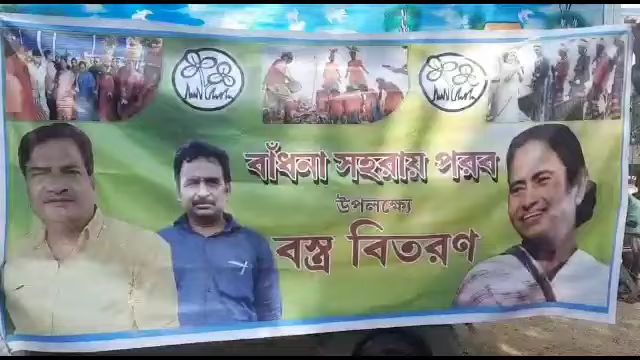 বাঁধনা সহরায় পরব
উপলক্ষ্যে
বস্ত্র বিতরণ